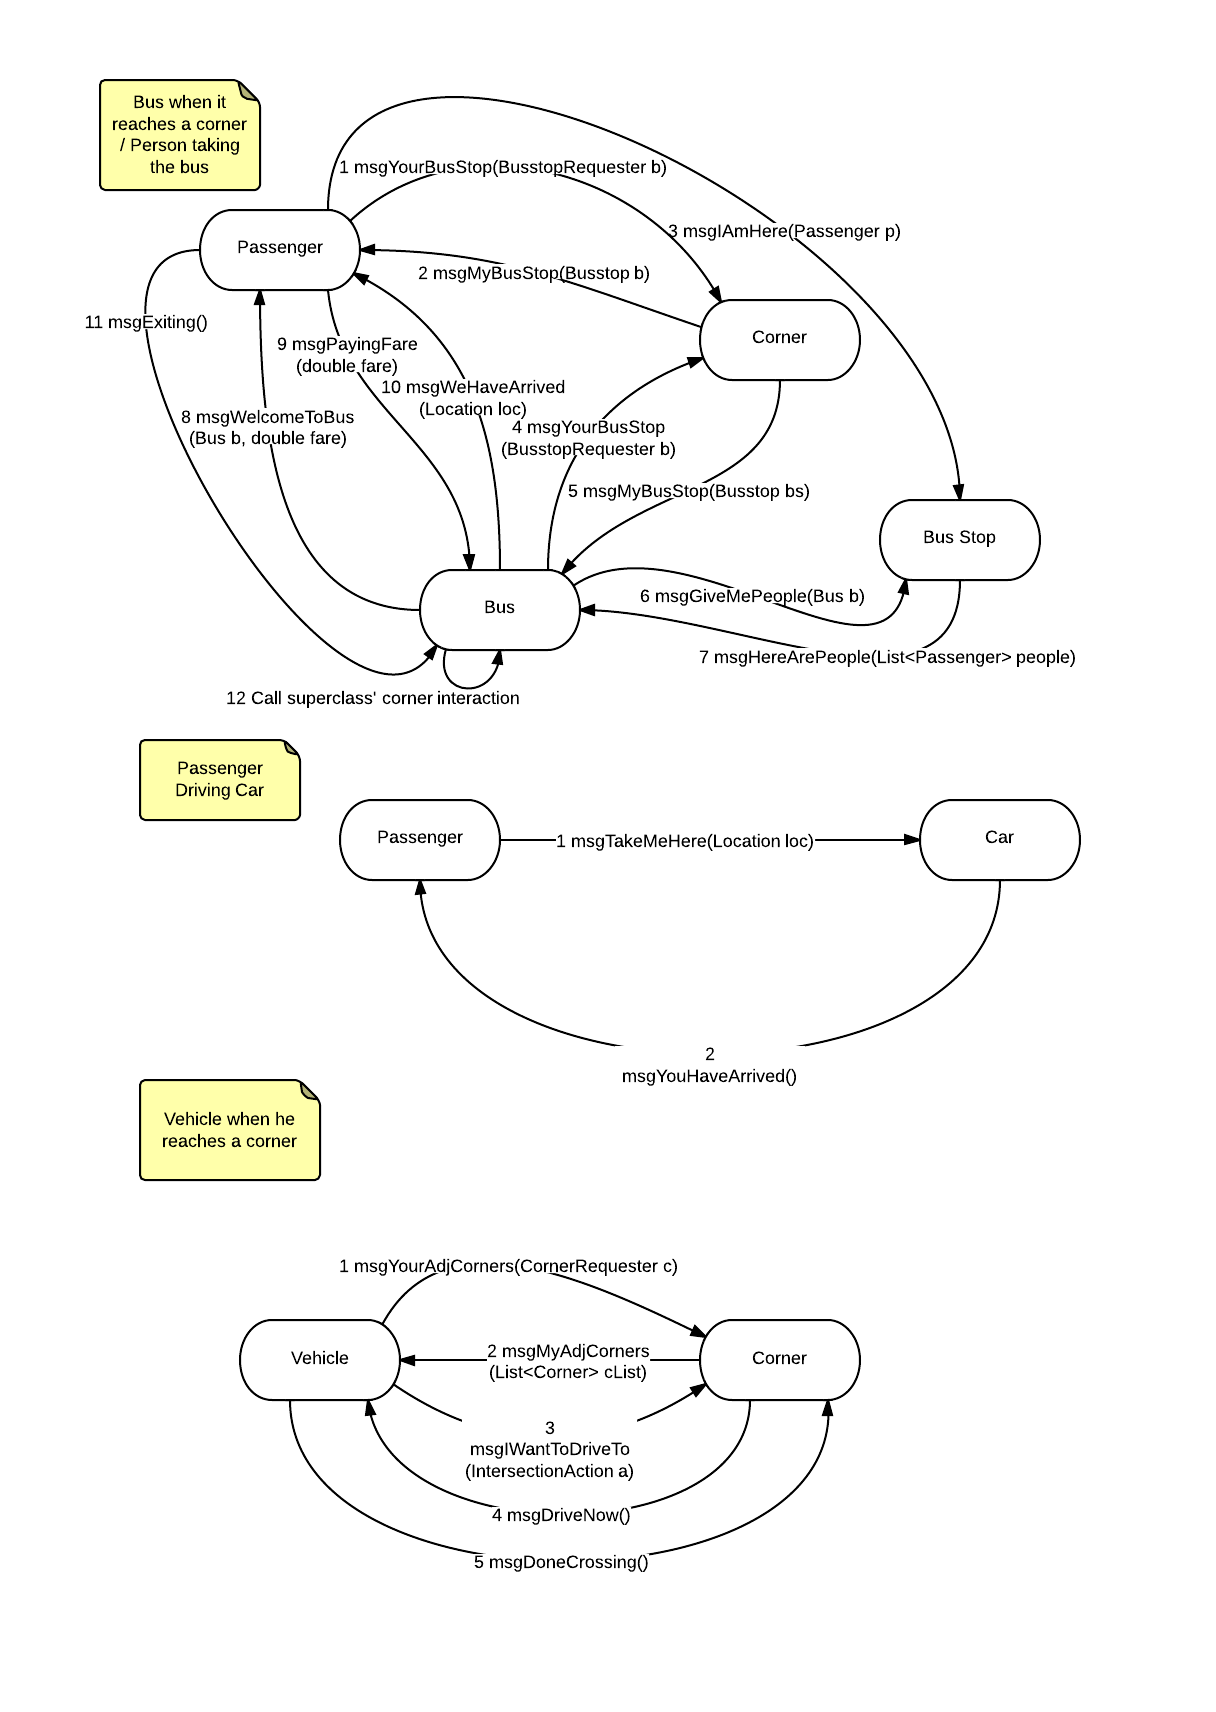 Bus when it
reaches a corner
/ Person taking
the bus
1 msgYourBusStop(BusstopRequester b)
3 msgIAmHere(Passenger p)
Passenger
2 msgMyBusStop(Busstop b)
11 msgExiting()
Corner
9 msgPayingFare
(double fare)
10 msgWeHaveArrived
(Location loc)
8 msgWelcomeToBus
(Bus b, double fare)
4 msgYourBusStop
(BusstopRequester b)
5 msgMyBusStop(Busstop bs)
Bus Stop
6 msgGiveMePeople(Bus b)
Bus
7 msgHereArePeople(List<Passenger> people)
12 Call superclass' corner interaction
Passenger
Driving Car
Passenger
1 msgTakeMeHere(Location loc)
Car
2
msgYouHaveArrived()
Vehicle when he
reaches a corner
1 msgYourAdjCorners(CornerRequester c)
Vehicle
2 msgMyAdjCorners
(List<Corner> cList)
Corner
3
msgIWantToDriveTo
(IntersectionAction a)
4 msgDriveNow()
5 msgDoneCrossing()